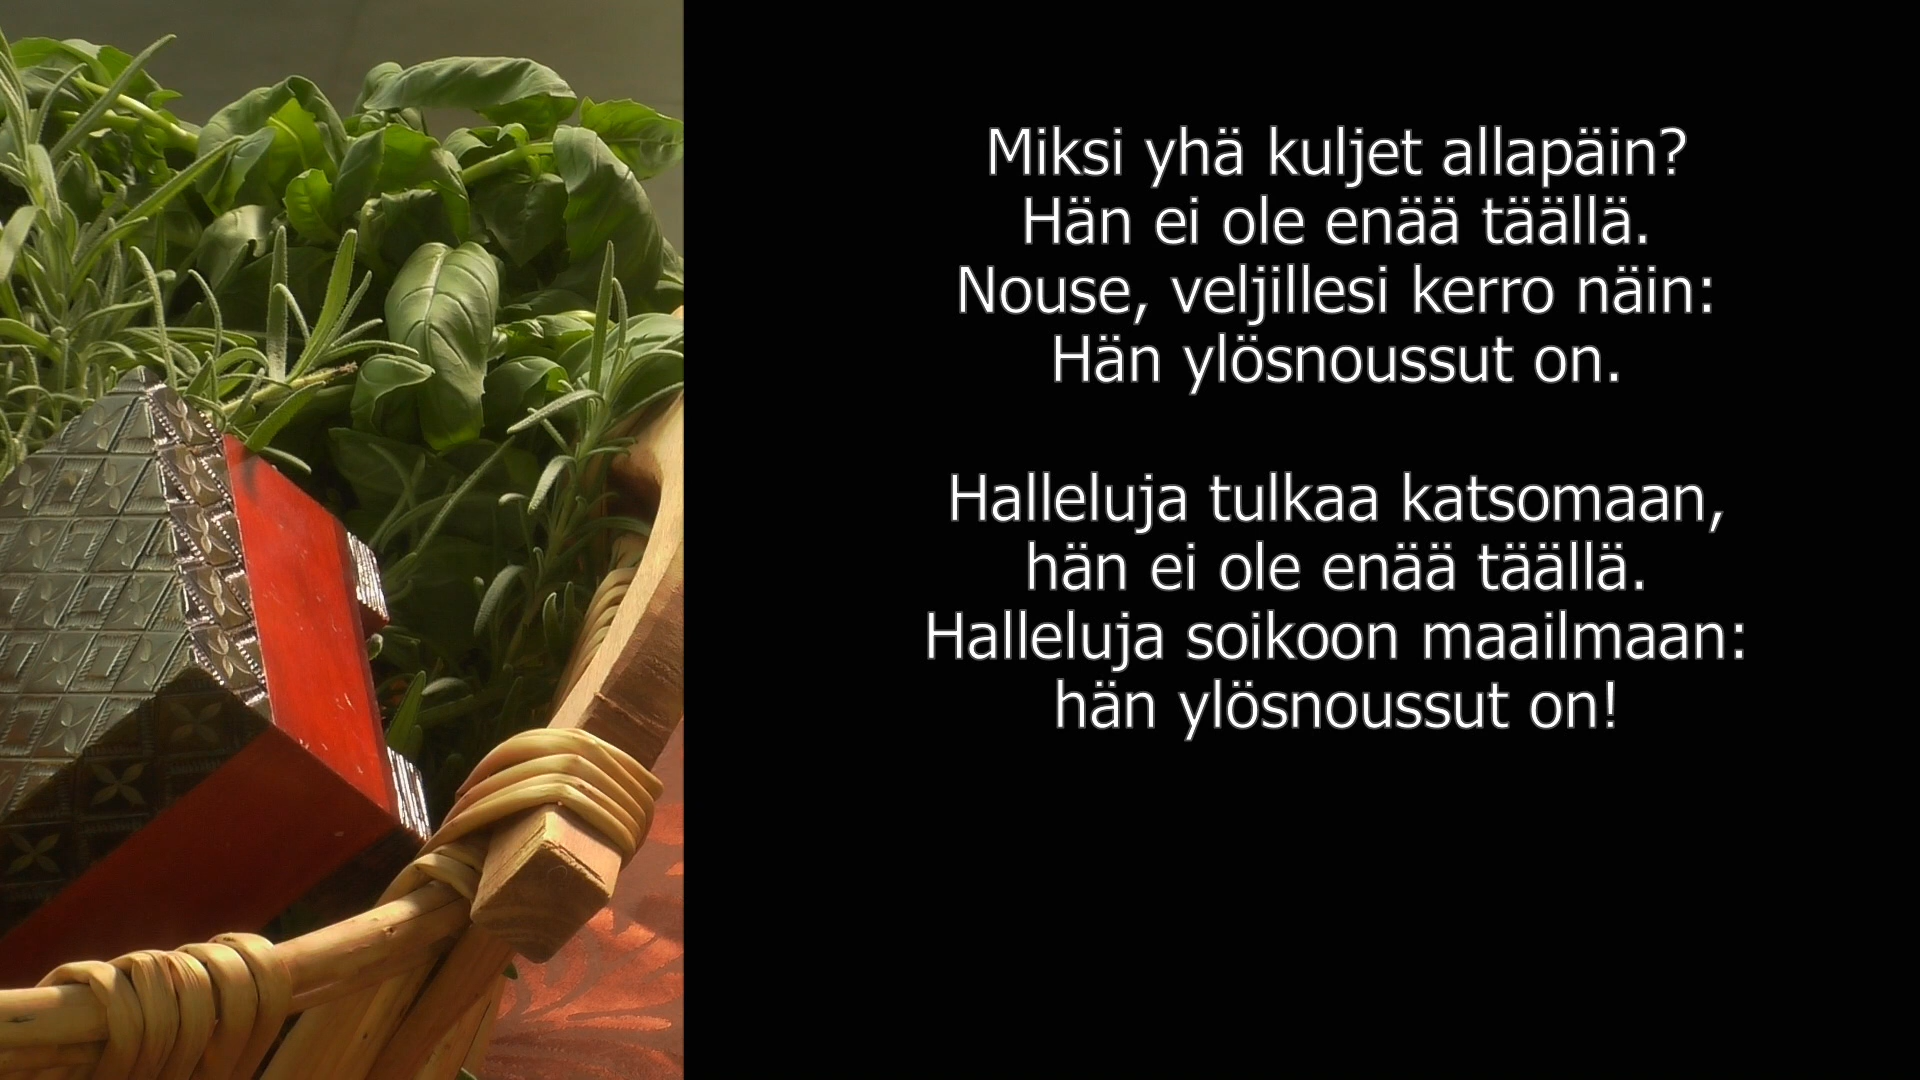 Miksi yhä kuljet allapäin?
Hän ei ole enää täällä.
Nouse, veljillesi kerro näin:
Hän ylösnoussut on.
Halleluja tulkaa katsomaan,
hän ei ole enää täällä.
Halleluja soikoon maailmaan:
hän ylösnoussut on!